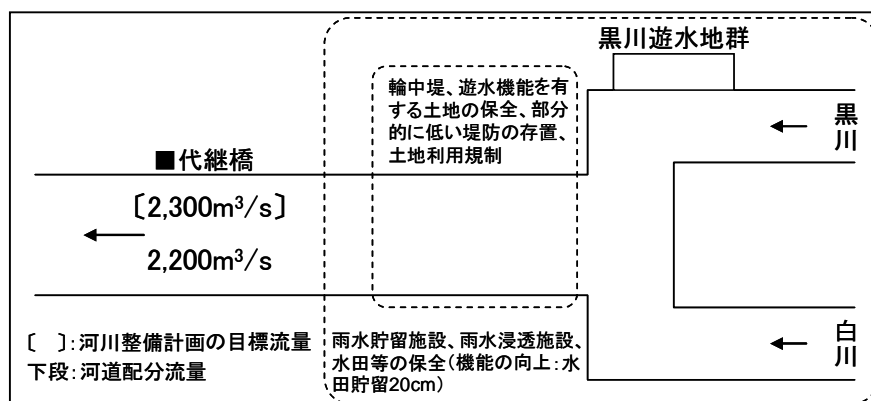 黒川遊水地群
輪中堤、遊水機能を有
する土地の保全、部分
的に低い堤防の存置、
土地利用規制
←
黒川
■代継橋
〔2,300m³/s〕
←
2,200m³/s
〔　〕:河川整備計画の目標流量
下段:河道配分流量
雨水貯留施設、雨水浸透施設、
水田等の保全(機能の向上:水
田貯留20cm)
←
白川